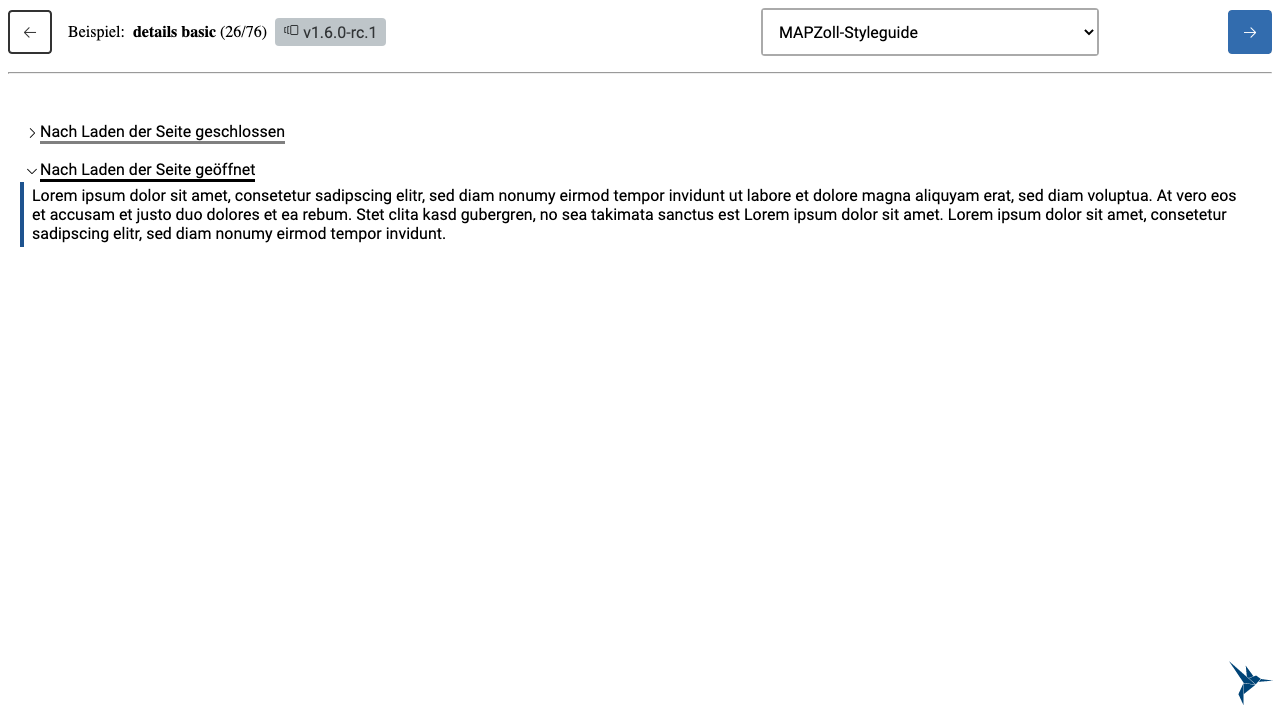 Beispiel: details basic (26/76) v1.6.0-rc.1 MAPZoll-Styleguide
Nach Laden der Seite geschlossen
Nach Laden der Seite geöffnet
Lorem ipsum dolor sit amet, consetetur sadipscing elitr, sed diam nonumy eirmod tempor invidunt ut labore et dolore magna aliquyam erat, sed diam voluptua. At vero eos
et accusam et justo duo dolores et ea rebum. Stet clita kasd gubergren, no sea takimata sanctus est Lorem ipsum dolor sit amet. Lorem ipsum dolor sit amet, consetetur
sadipscing elitr, sed diam nonumy eirmod tempor invidunt.